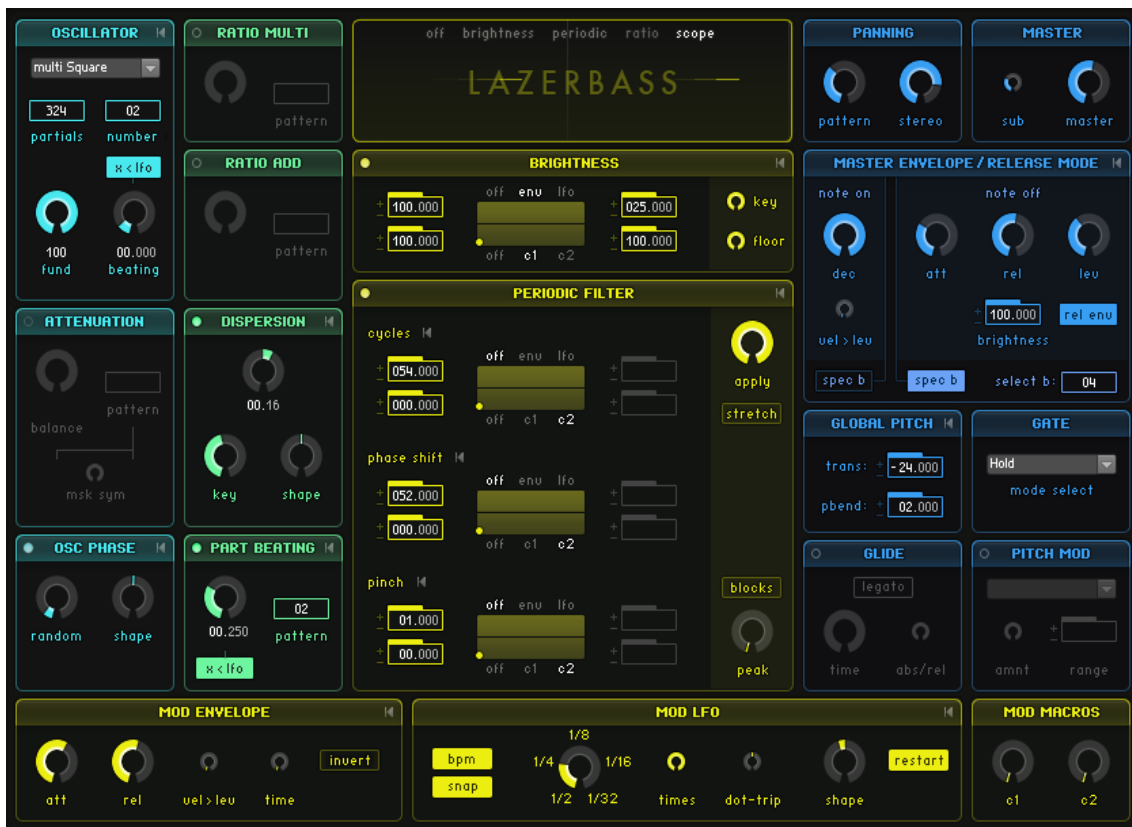 OSCILLATOR
multi Square
324 02
partials number
x < lfo
100 00.000
fund beating
RATIO MULTI
pattern
RATIO ADD
pattern
off brightness periodic ratio scope
LAZERBASS
BRIGHTNESS
off env lfo
+ 100.000 + 025.000 key
- -
+ 100.000 + 100.000 floor
- -
off c1 c2
PERIODIC FILTER
cycles
off env lfo
+ 054.000 +
- -
+ 000.000 +
- -
off c1 c2
apply
stretch
phase shift
off env lfo
+ 052.000 +
- -
+ 000.000 +
- -
off c1 c2
pinch
off env lfo
+ 01.000 +
- -
+ 00.000 +
- -
off c1 c2
blocks
peak
PANNING
pattern stereo
MASTER
sub master
MASTER ENVELOPE/RELEASE MODE
note on note off
dec att rel lev
+ 100.000 rel env
-
vel > lev brightness
spec b spec b select b: 04
ATTENUATION
pattern
balance
msk sym
DISPERSION
00.16
key shape
GLOBAL PITCH
trans: + -24.000
-
pbend: + 02.000
-
GATE
Hold
mode select
OSC PHASE
random shape
PART BEATING
02
00.250 pattern
x < lfo
GLIDE
legato
time abs/rel
PITCH MOD
+
-
amnt range
MOD ENVELOPE
invert
att rel vel > lev time
MOD LFO
bpm
snap
1/8
1/4 1/16
1/2 1/32
times dot-trip shape
restart
MOD MACROS
c1 c2